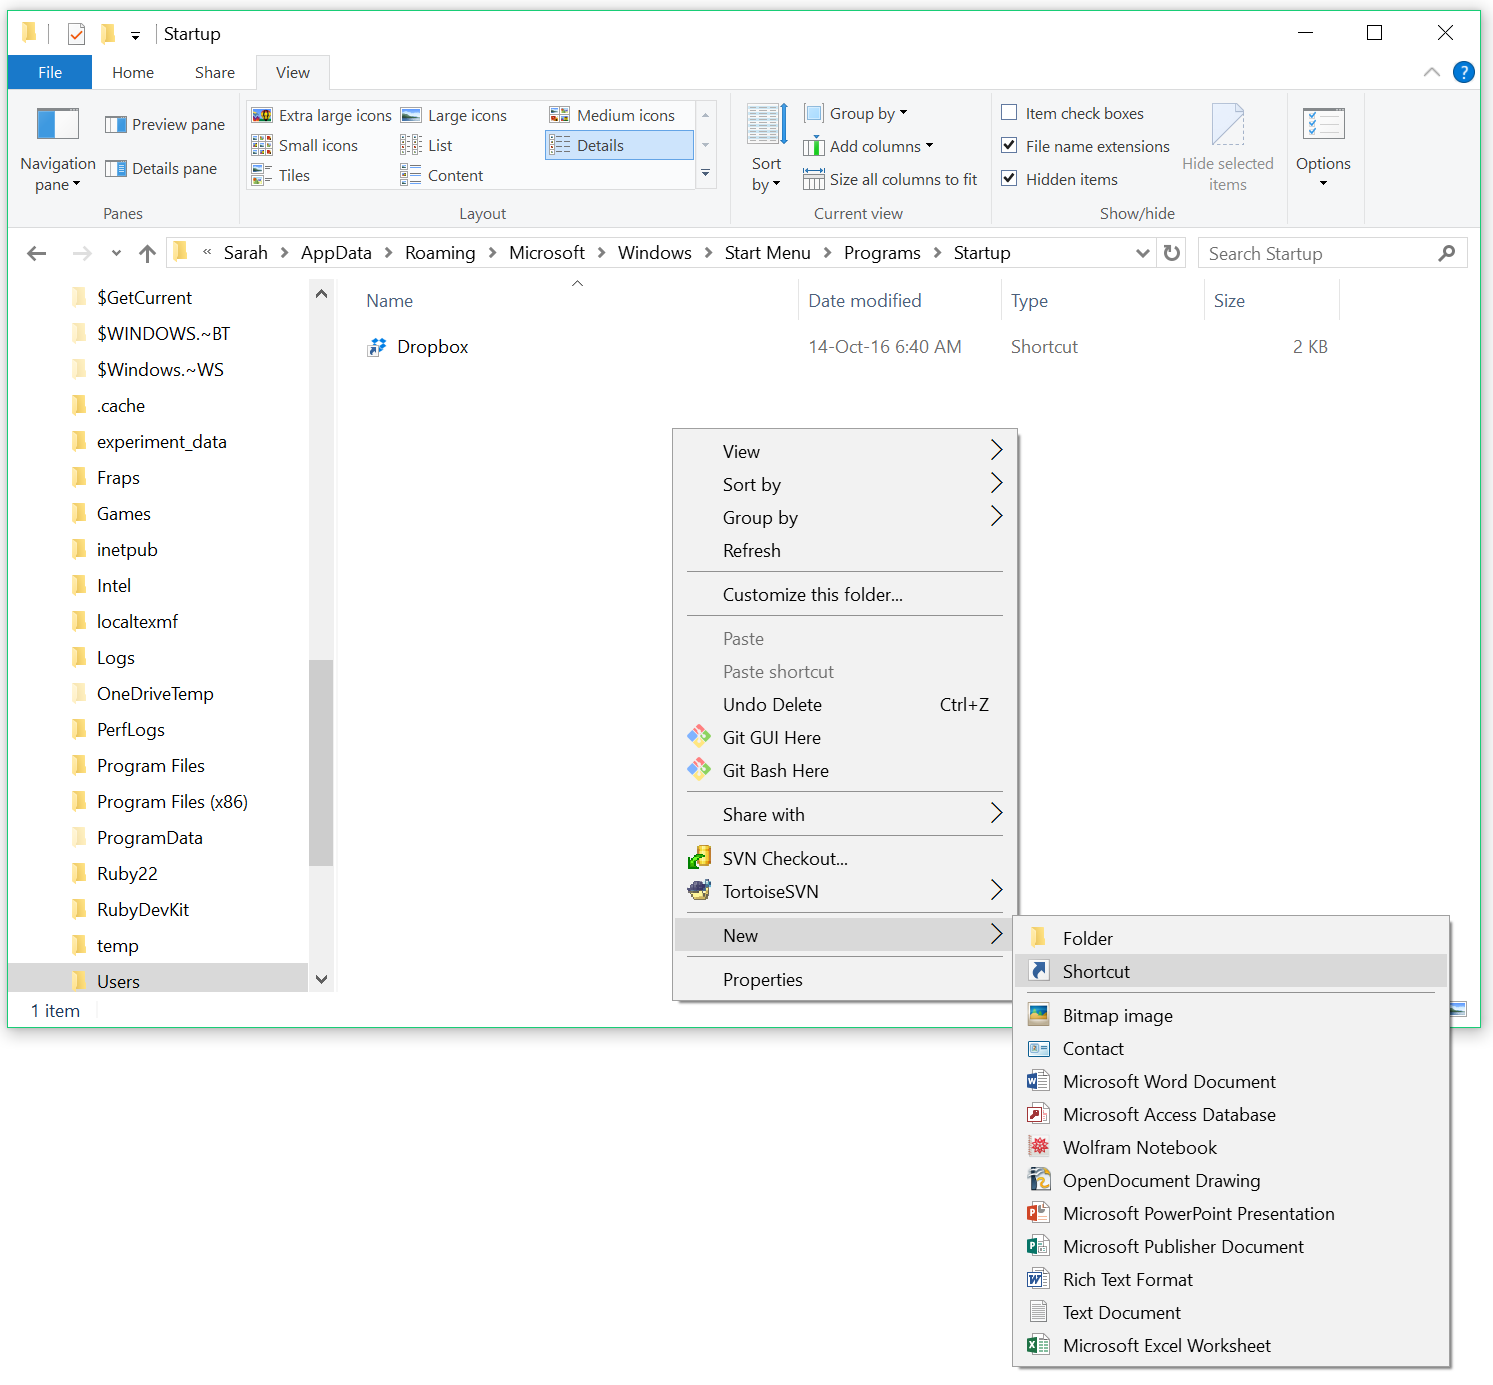 Startup
File Home Share View
Navigation pane
Preview pane
Details pane
Panes
Extra large icons Large icons Medium icons
Small icons List Details
Tiles Content
Layout
Sort by
Group by
Add columns
Size all columns to fit
Current view
Item check boxes
File name extensions
Hidden items
Hide selected items
Show/hide
Options
« Sarah > AppData > Roaming > Microsoft > Windows > Start Menu > Programs > Startup
Search Startup
$GetCurrent
$WINDOWS.~BT
$Windows.~WS
.cache
experiment_data
Fraps
Games
inetpub
Intel
localtexmf
Logs
OneDriveTemp
PerfLogs
Program Files
Program Files (x86)
ProgramData
Ruby22
RubyDevKit
temp
Users
Name Date modified Type Size
Dropbox 14-Oct-16 6:40 AM Shortcut 2 KB
View
Sort by
Group by
Refresh
Customize this folder...
Paste
Paste shortcut
Undo Delete Ctrl+Z
Git GUI Here
Git Bash Here
Share with
SVN Checkout...
TortoiseSVN
New
Properties
Folder
Shortcut
Bitmap image
Contact
Microsoft Word Document
Microsoft Access Database
Wolfram Notebook
OpenDocument Drawing
Microsoft PowerPoint Presentation
Microsoft Publisher Document
Rich Text Format
Text Document
Microsoft Excel Worksheet
1 item